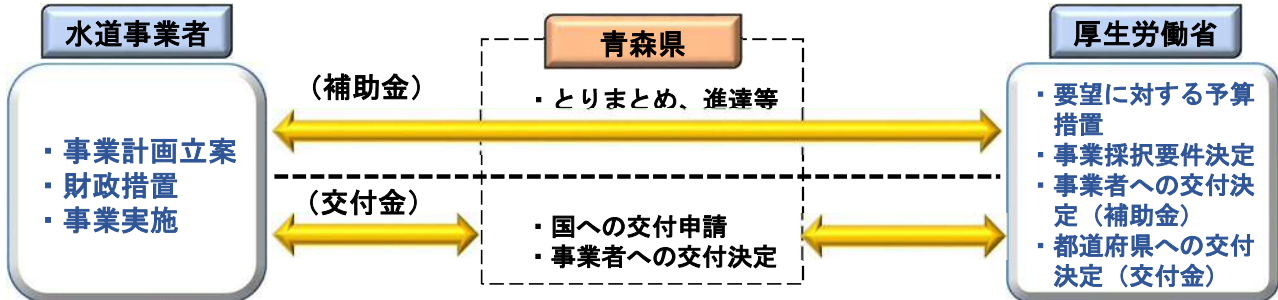 水道事業者
・事業計画立案
・財政措置
・事業実施
（補助金）
（交付金）
青森県
・とりまとめ、進達等
・国への交付申請
・事業者への交付決定
厚生労働省
・要望に対する予算
措置
・事業採択要件決定
・事業者への交付決
定（補助金）
・都道府県への交付
決定（交付金）